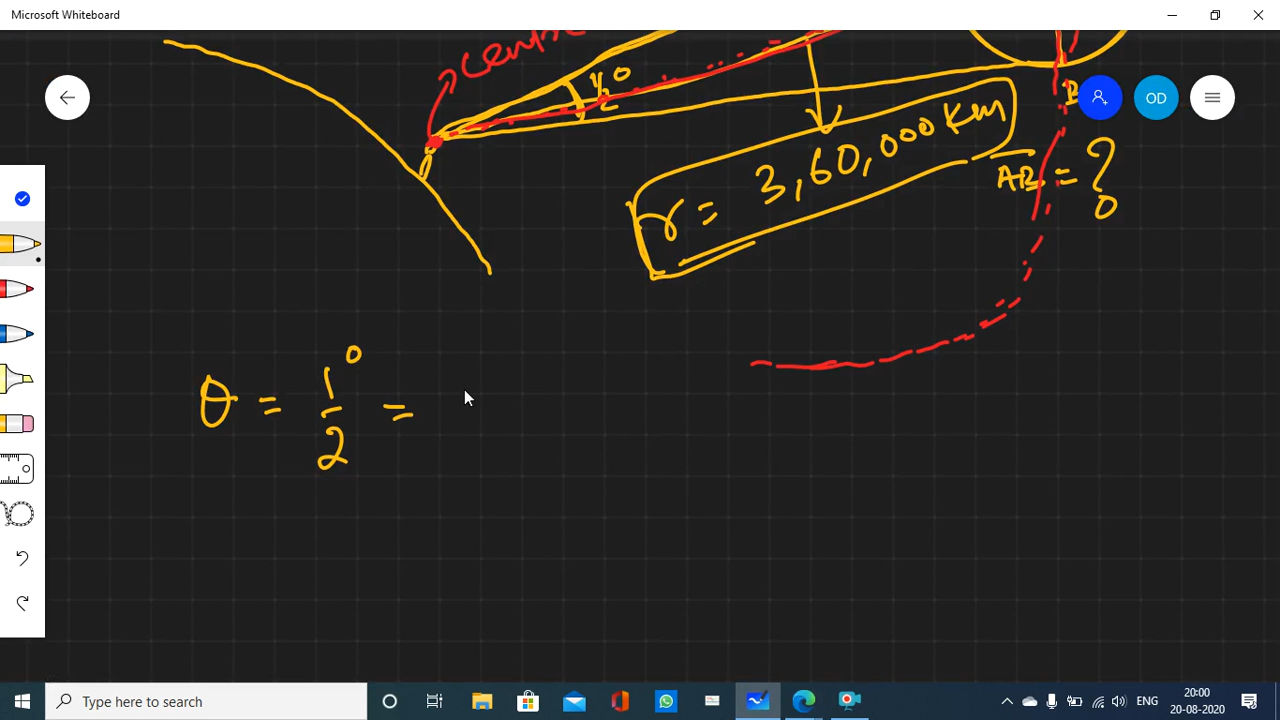 Microsoft Whiteboard
centre
1/2°
B
OD
r = 3,60,000 Km
AB = ?
θ = 1/2° =
Type here to search
ENG
20:00
20-08-2020